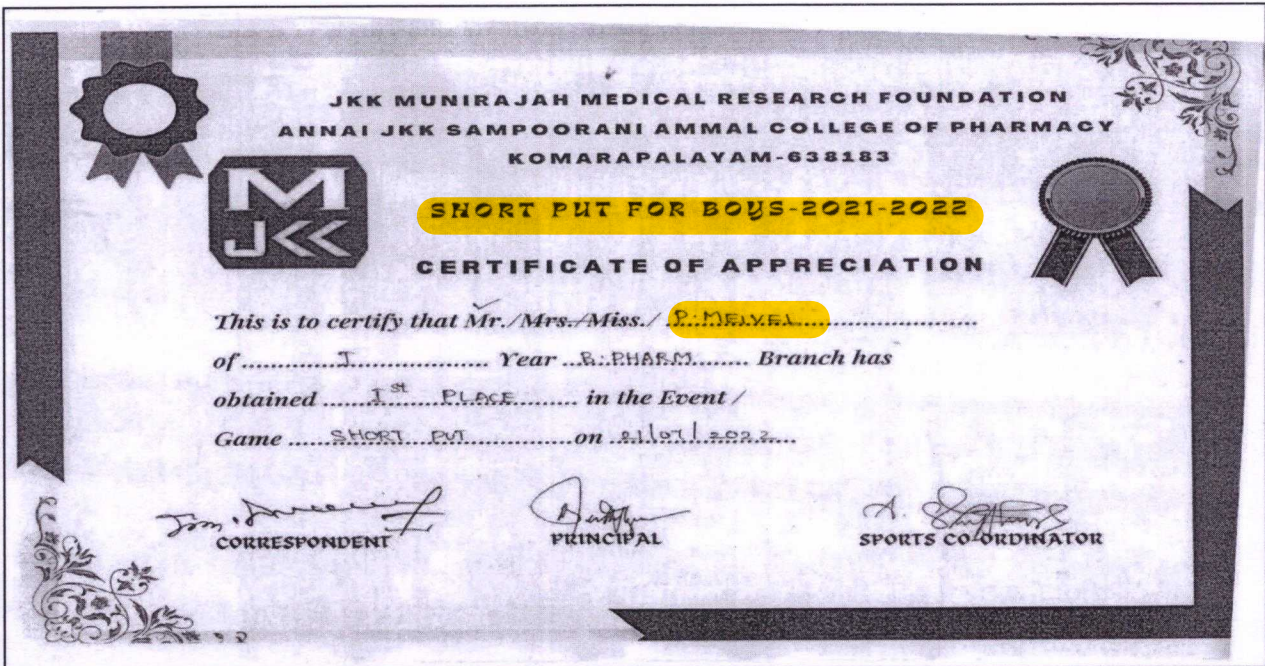 JKK MUNIRAJAH MEDICAL RESEARCH FOUNDATION
ANNAI JKK SAMPOORANI AMMAL COLLEGE OF PHARMACY
KOMARAPALAYAM-638183
M
JKK
SHORT PUT FOR BOYS-2021-2022
CERTIFICATE OF APPRECIATION
This is to certify that Mr./Mrs./Miss./ P. MEIVEL
of I Year B.PHARM Branch has
obtained Ist PLACE in the Event /
Game SHORT PUT on 21/07/2022
CORRESPONDENT PRINCIPAL SPORTS CO-ORDINATOR